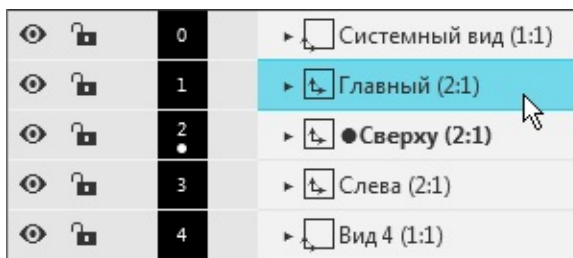 0 Системный вид (1:1)
1 Главный (2:1)
2 ●Сверху (2:1)
3 Слева (2:1)
4 Вид 4 (1:1)